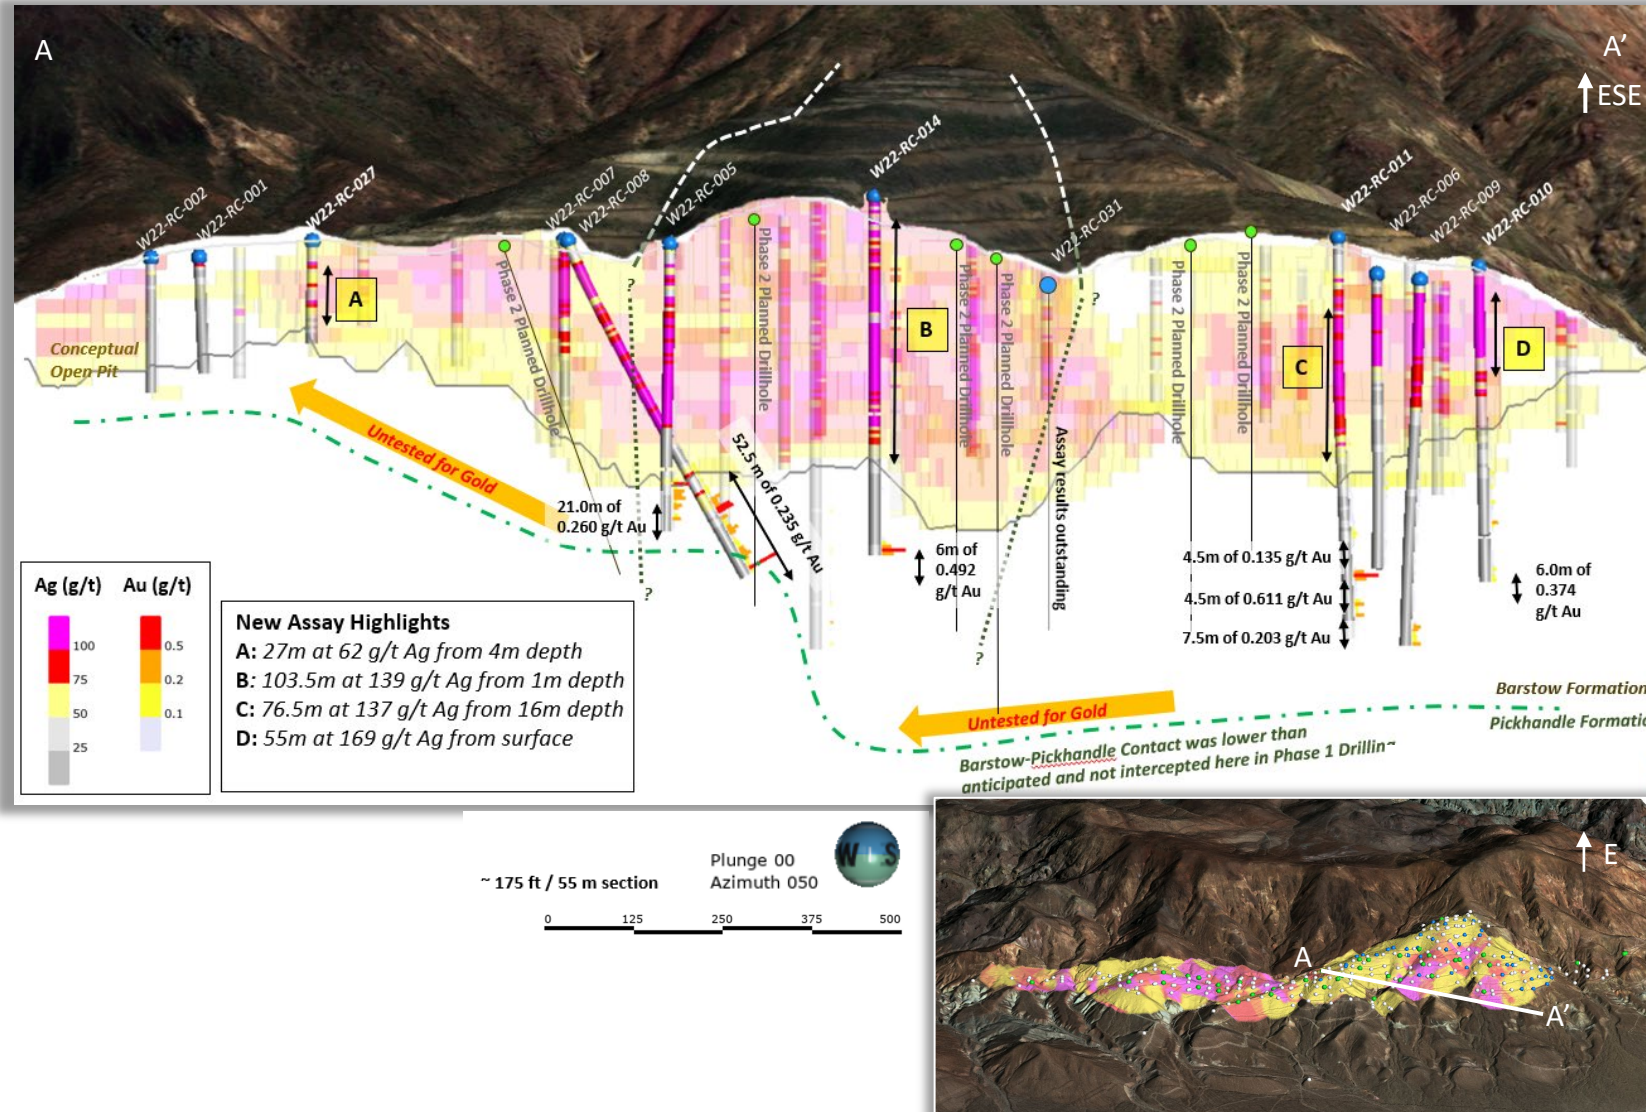 A
A'
ESE
W22-RC-002
W22-RC-001
W22-RC-027
W22-RC-007
W22-RC-008
W22-RC-005
W22-RC-014
W22-RC-031
W22-RC-011
W22-RC-006
W22-RC-009
W22-RC-010
A
B
C
D
Conceptual
Open Pit
Phase 2 Planned Drillhole
Phase 2 Planned Drillhole
Phase 2 Planned Drillhole
Phase 2 Planned Drillhole
Phase 2 Planned Drillhole
Phase 2 Planned Drillhole
?
?
?
?
Assay results outstanding
Untested for Gold
21.0m of
0.260 g/t Au
52.5 m of 0.235 g/t Au
6m of
0.492
g/t Au
4.5m of 0.135 g/t Au
4.5m of 0.611 g/t Au
7.5m of 0.203 g/t Au
6.0m of
0.374
g/t Au
Ag (g/t) Au (g/t)
100 0.5
75 0.2
50 0.1
25
New Assay Highlights
A: 27m at 62 g/t Ag from 4m depth
B: 103.5m at 139 g/t Ag from 1m depth
C: 76.5m at 137 g/t Ag from 16m depth
D: 55m at 169 g/t Ag from surface
Untested for Gold
Barstow Formation
Pickhandle Formatio
Barstow-Pickhandle Contact was lower than
anticipated and not intercepted here in Phase 1 Drillin~
~ 175 ft / 55 m section
Plunge 00
Azimuth 050
W S
0 125 250 375 500
E
A
A'